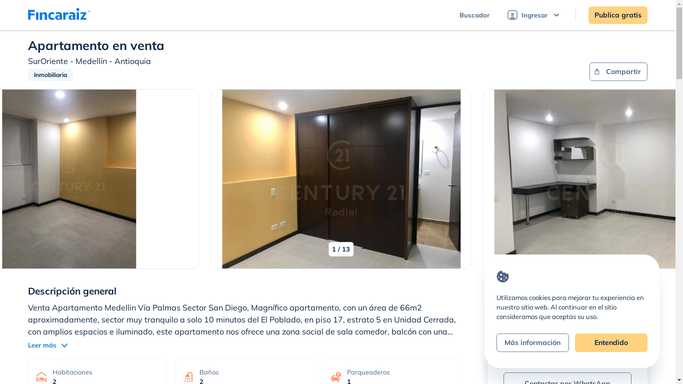 Fincaraiz
Buscador
Ingresar
Publica gratis
Apartamento en venta
SurOriente - Medellín - Antioquia
Inmobiliaria
Compartir
21
CENTURY 21
Redial
1 / 13
Descripción general
Venta Apartamento Medellin Vía Palmas Sector San Diego, Magnífico apartamento, con un área de 66m2
aproximadamente, sector muy tranquilo a solo 10 minutos del El Poblado, en piso 17, estrato 5 en Unidad Cerrada,
con amplios espacios e iluminado, este apartamento nos ofrece una zona social de sala comedor, balcón con una...
Leer más
Habitaciones
2
Baños
2
Parqueaderos
1
Utilizamos cookies para mejorar tu experiencia en
nuestro sitio web. Al continuar en el sitio
consideramos que aceptas su uso.
Más información
Entendido
Contactar por WhatsApp